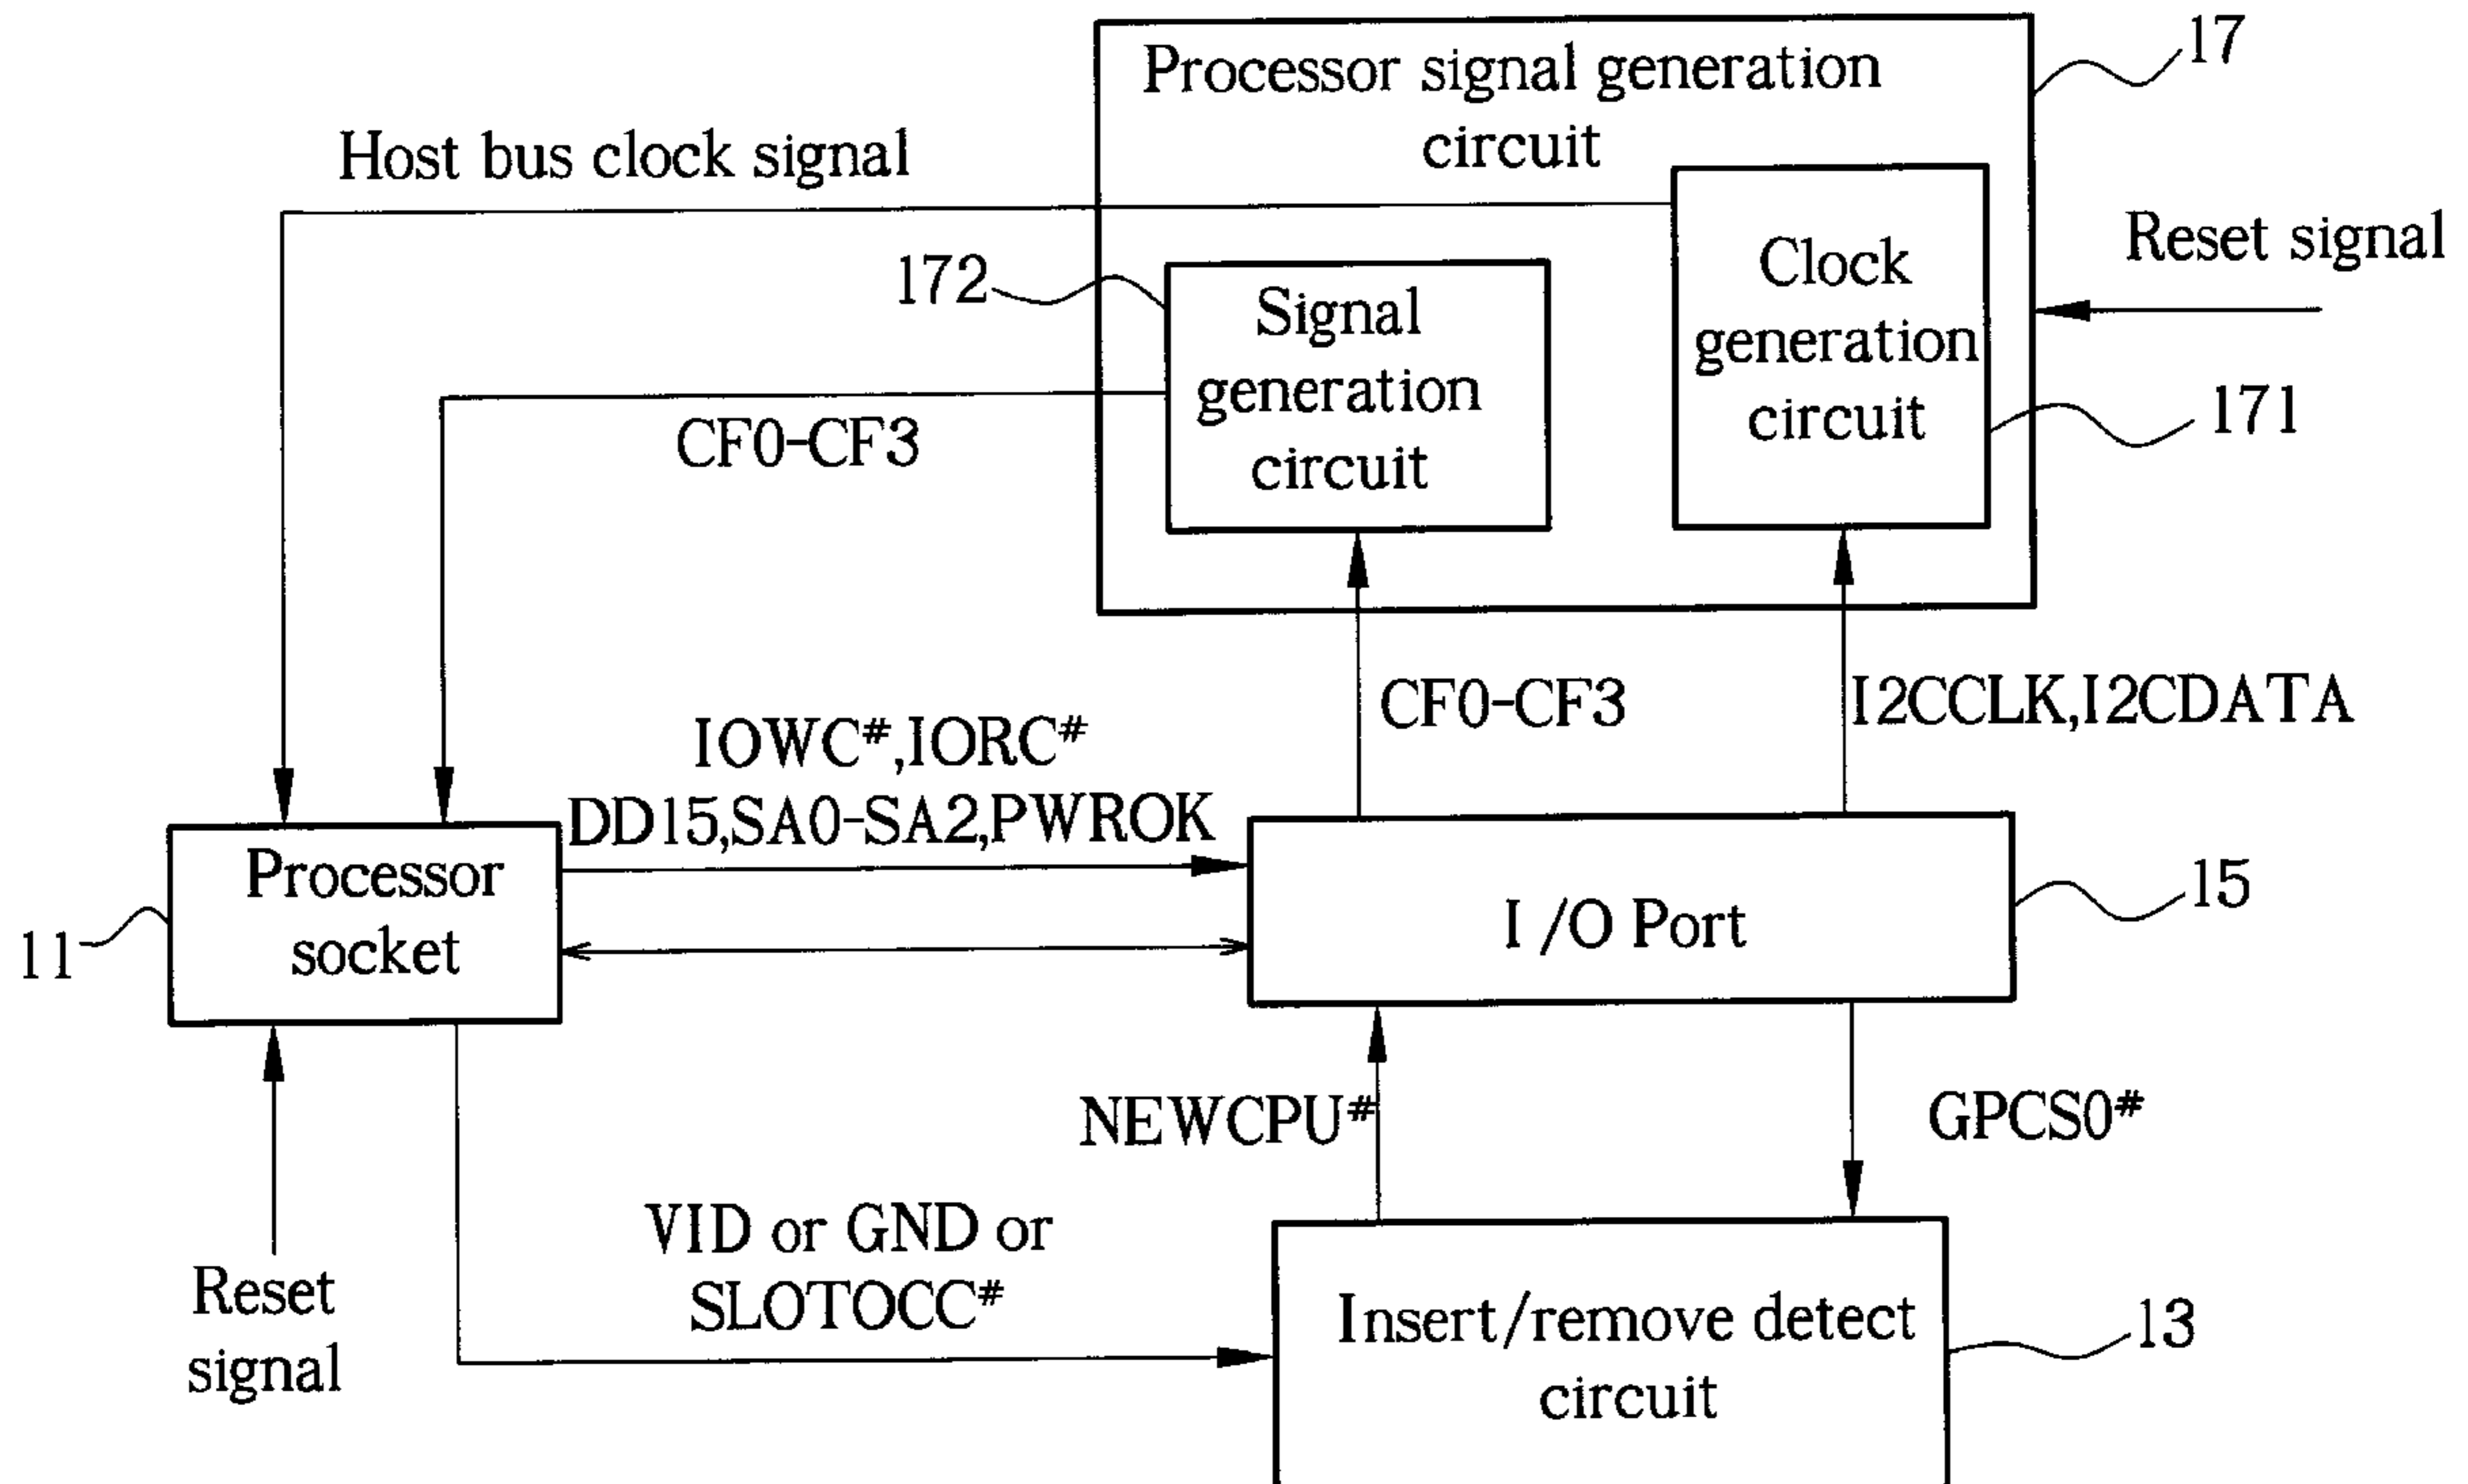 17
Processor signal generation
circuit
Host bus clock signal
Reset signal
Clock
generation
circuit
172
Signal
generation
circuit
171
CF0-CF3
CF0-CF3
I2CCLK,I2CDATA
IOWC#,IORC#
DD15,SA0-SA2,PWROK
Processor
socket
11
I /O Port
15
NEWCPU#
GPCS0#
VID or GND or
SLOTOCC#
Reset
signal
Insert/remove detect
circuit
13